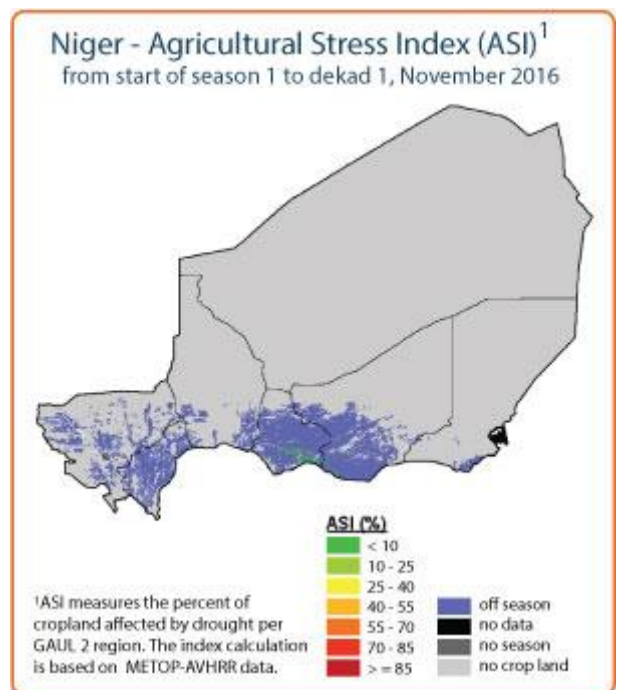 Niger - Agricultural Stress Index (ASI)¹
from start of season 1 to dekad 1, November 2016
ASI (%)
< 10
10 - 25
25 - 40
40 - 55
55 - 70
70 - 85
> = 85
off season
no data
no season
no crop land
¹ASI measures the percent of
cropland affected by drought per
GAUL 2 region. The index calculation
is based on METOP-AVHRR data.